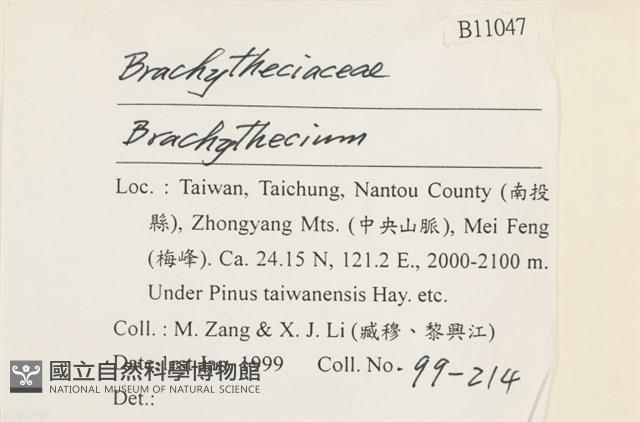 B11047
Brachytheciaceae
Brachythecium
Loc. : Taiwan, Taichung, Nantou County (南投
縣), Zhongyang Mts. (中央山脈), Mei Feng
(梅峰). Ca. 24.15 N, 121.2 E., 2000-2100 m.
Under Pinus taiwanensis Hay. etc.
Coll. : M. Zang & X. J. Li (臧穆、黎興江)
Date: 1st Jan. 1999 Coll. No. 99-214
國立自然科學博物館
NATIONAL MUSEUM OF NATURAL SCIENCE
Det.: